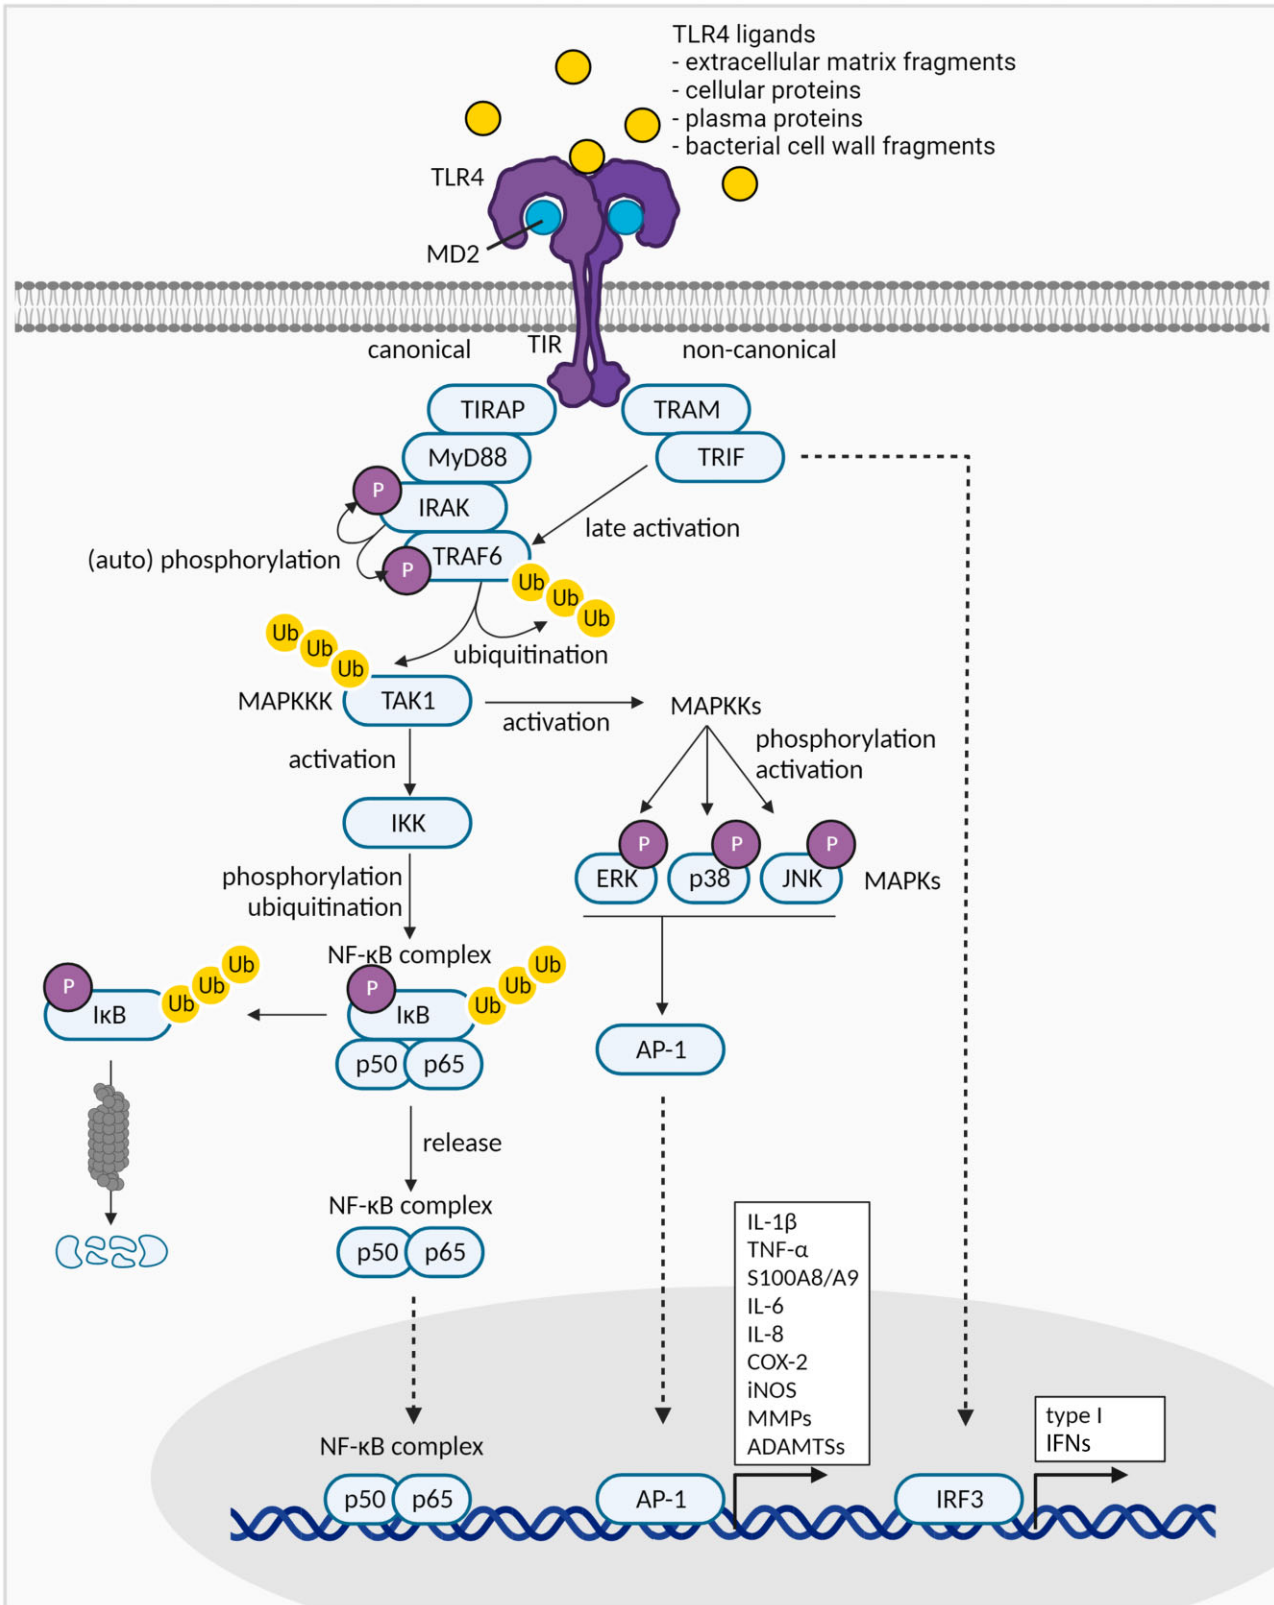 TLR4 ligands
- extracellular matrix fragments
- cellular proteins
- plasma proteins
- bacterial cell wall fragments
TLR4
MD2
TIR
canonical
non-canonical
TIRAP
TRAM
MyD88
TRIF
P
IRAK
late activation
(auto) phosphorylation
P
TRAF6
Ub
Ub
Ub
ubiquitination
Ub
Ub
Ub
MAPKKK
TAK1
activation
MAPKKs
activation
phosphorylation
activation
IKK
P
P
P
ERK
p38
JNK
MAPKs
phosphorylation
ubiquitination
NF-κB complex
P
IκB
Ub
Ub
Ub
P
IκB
Ub
Ub
Ub
p50
p65
AP-1
release
NF-κB complex
p50
p65
IL-1β
TNF-α
S100A8/A9
IL-6
IL-8
COX-2
iNOS
MMPs
ADAMTSs
type I
IFNs
NF-κB complex
p50
p65
AP-1
IRF3